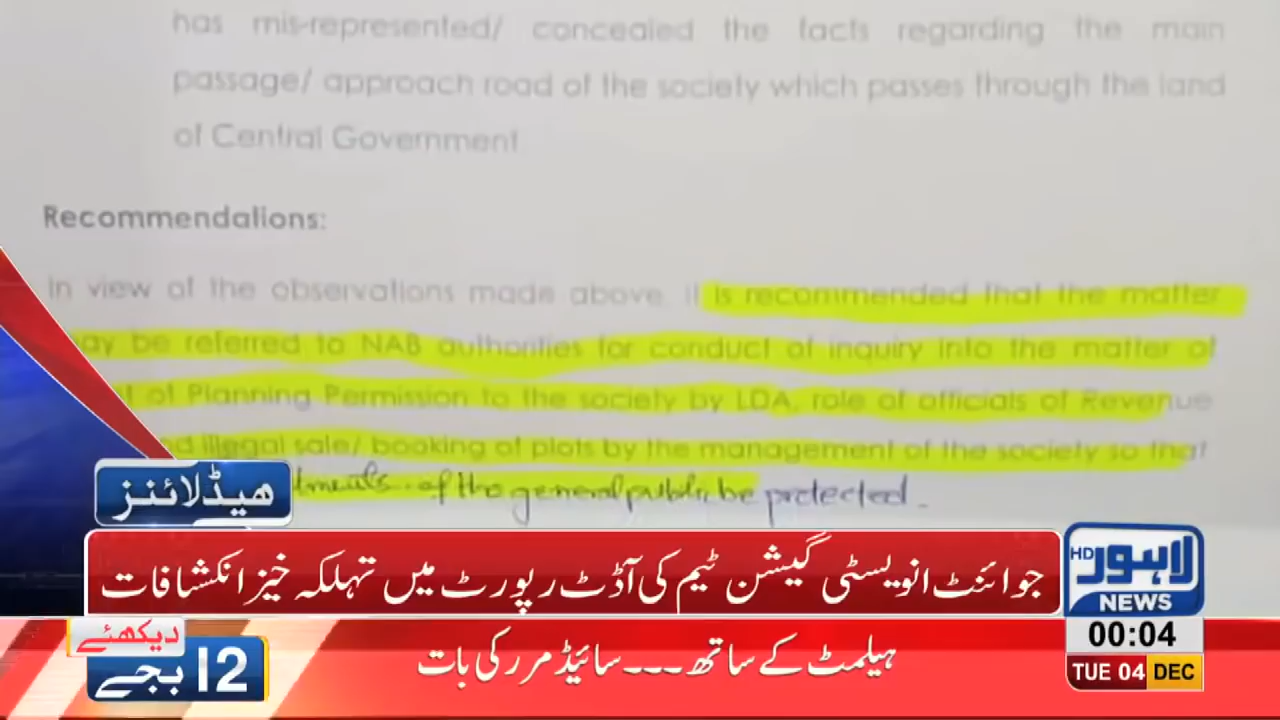 has mis-represented/ concealed the facts regarding the main
passage/ approach road of the society which passes through the land
of Central Government
Recommendations:
In view of the observations made above, it is recommended that the matter
may be referred to NAB authorities for conduct of inquiry into the matter of
of Planning Permission to the society by LDA, role of officials of Revenue
illegal sale/ booking of plots by the management of the society so that
of the general public be protected.
ھیڈلائنز
جوائنٹ انویسٹی گیشن ٹیم کی آڈٹ رپورٹ میں تہلکہ خیز انکشافات
HD لاہور
NEWS
00:04
TUE 04 DEC
دیکھئے
12 بجے
ہیلمٹ کے ساتھ۔۔۔سائیڈ مرر کی بات